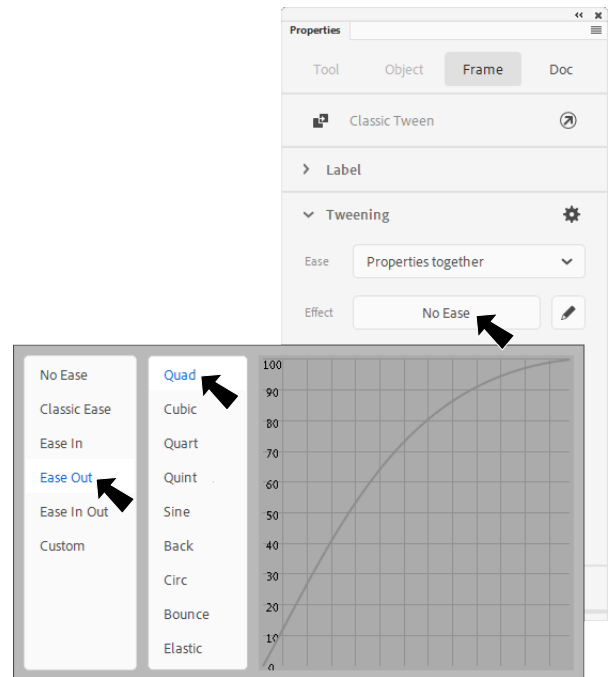 Properties
Tool Object Frame Doc
Classic Tween
Label
Tweening
Ease Properties together
Effect No Ease
No Ease
Classic Ease
Ease In
Ease Out
Ease In Out
Custom
Quad
Cubic
Quart
Quint
Sine
Back
Circ
Bounce
Elastic
100
90
80
70
60
50
40
30
20
10
0